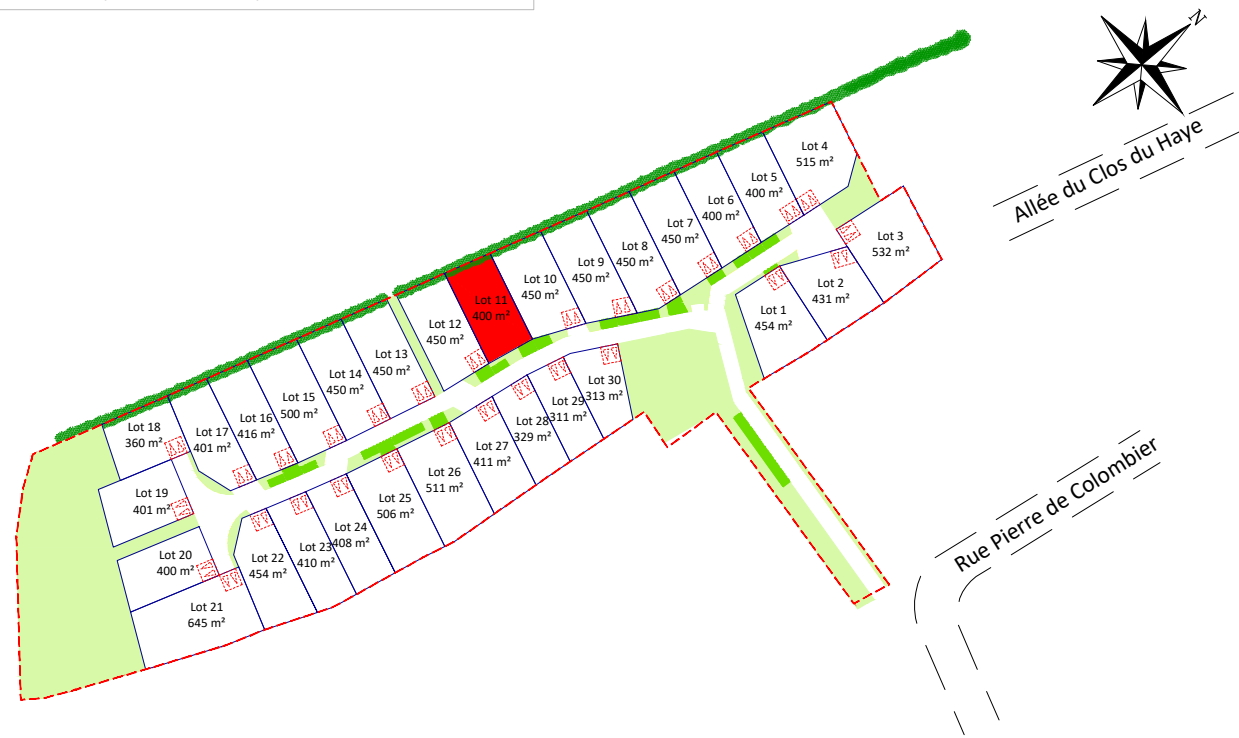 N
Allée du Clos du Haye
Lot 4
515 m²
Lot 5
400 m²
Lot 6
400 m²
Lot 7
450 m²
Lot 8
450 m²
Lot 9
450 m²
Lot 10
450 m²
Lot 11
400 m²
Lot 12
450 m²
Lot 13
450 m²
Lot 14
450 m²
Lot 15
500 m²
Lot 16
416 m²
Lot 17
401 m²
Lot 18
360 m²
Lot 19
401 m²
Lot 20
400 m²
Lot 21
645 m²
Lot 22
454 m²
Lot 23
410 m²
Lot 24
408 m²
Lot 25
506 m²
Lot 26
511 m²
Lot 27
411 m²
Lot 28
329 m²
Lot 29
311 m²
Lot 30
313 m²
Lot 1
454 m²
Lot 2
431 m²
Lot 3
532 m²
Rue Pierre de Colombier